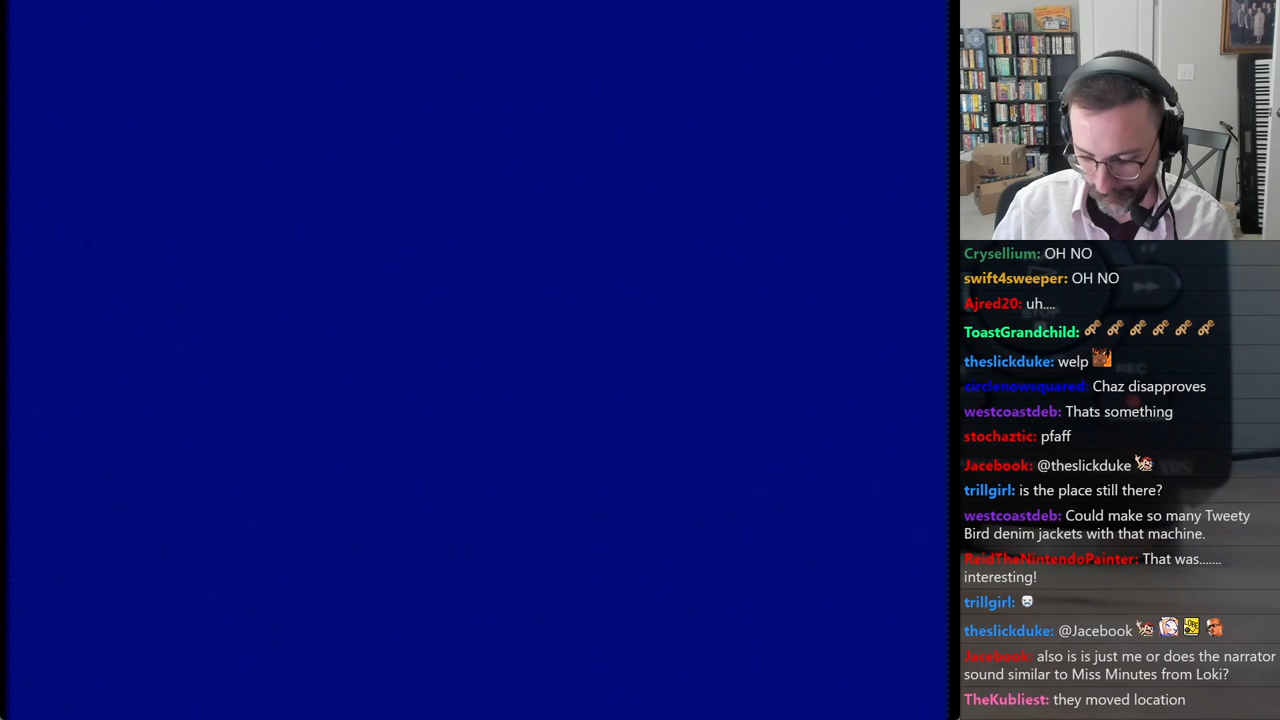 Crysellium: OH NO
swift4sweeper: OH NO
Ajred20: uh....
ToastGrandchild:
theslickduke: welp
circlenowsquared: Chaz disapproves
westcoastdeb: Thats something
stochaztic: pfaff
Jacebook: @theslickduke
trillgirl: is the place still there?
westcoastdeb: Could make so many Tweety
Bird denim jackets with that machine.
ReidTheNintendoPainter: That was.......
interesting!
trillgirl:
theslickduke: @Jacebook
Jacebook: also is is just me or does the narrator
sound similar to Miss Minutes from Loki?
TheKubliest: they moved location